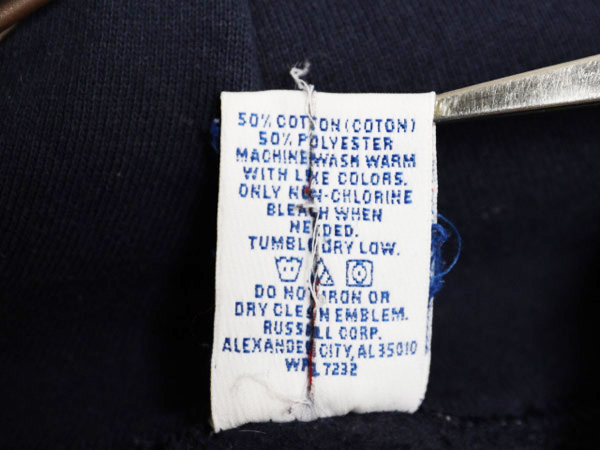 50% COTTON (COTON)
50% POLYESTER
MACHINE WASH WARM
WITH LIKE COLORS.
ONLY NON-CHLORINE
BLEACH WHEN
NEEDED.
TUMBLE DRY LOW.
DO NOT IRON OR
DRY CLEAN EMBLEM.
RUSSELL CORP.
ALEXANDER CITY, AL 35010
WPL 7232